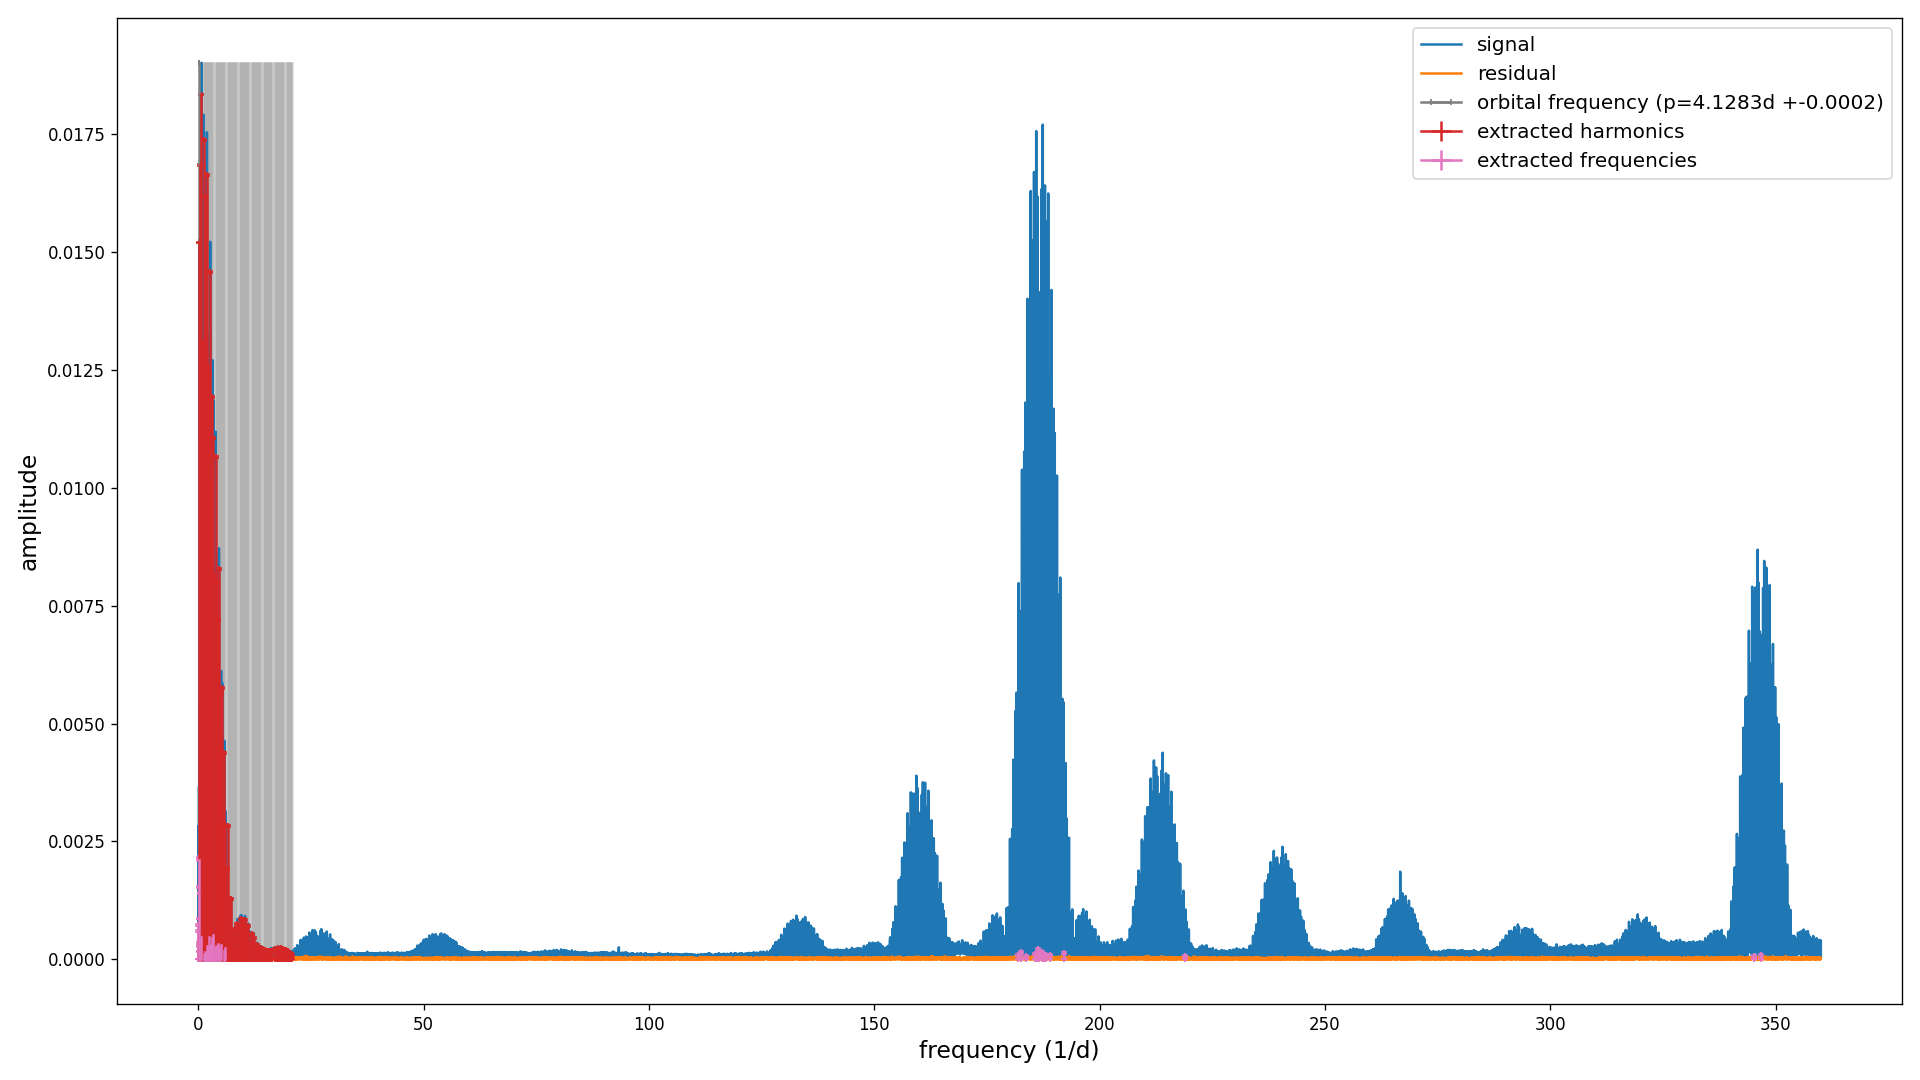 signal
residual
orbital frequency (p=4.1283d +-0.0002)
extracted harmonics
extracted frequencies
0.0175
0.0150
0.0125
0.0100
0.0075
0.0050
0.0025
0.0000
amplitude
0 50 100 150 200 250 300 350
frequency (1/d)